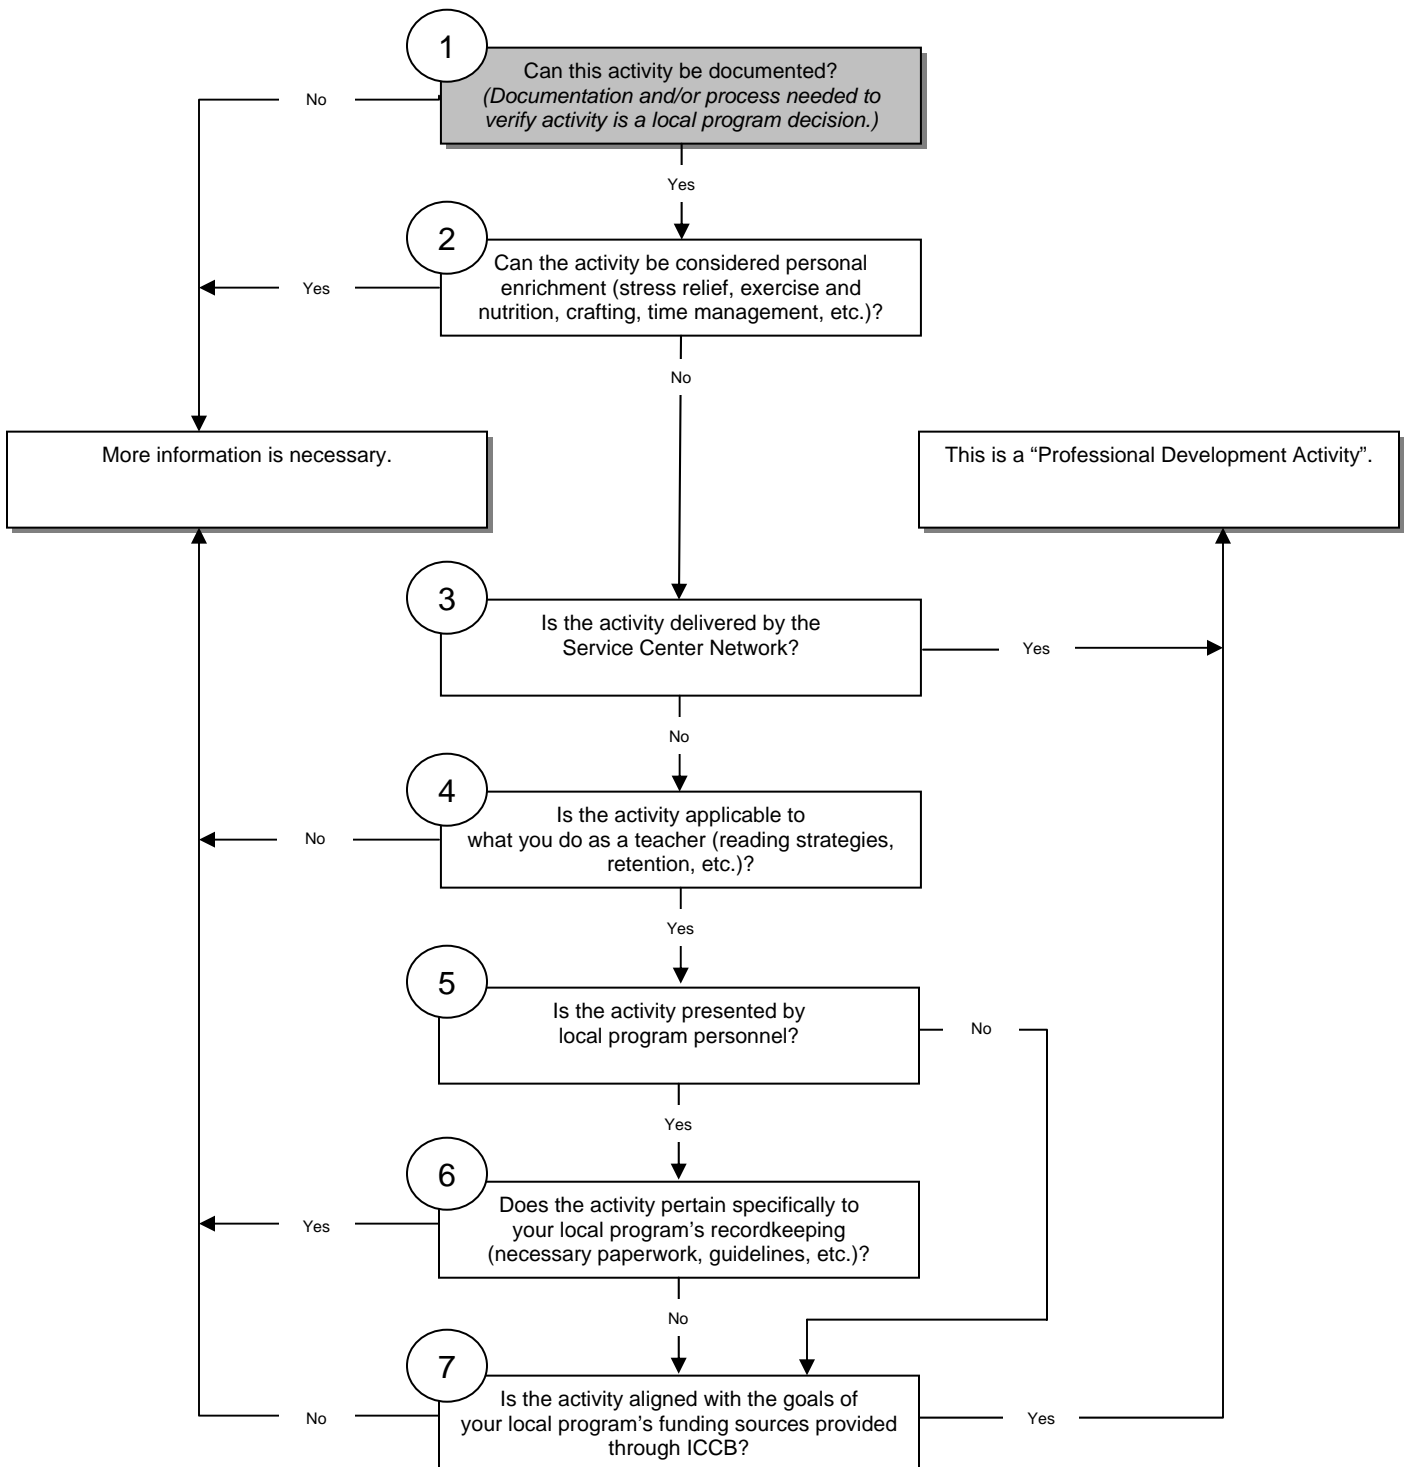 1
Can this activity be documented?
(Documentation and/or process needed to
verify activity is a local program decision.)
No
Yes
2
Can the activity be considered personal
enrichment (stress relief, exercise and
nutrition, crafting, time management, etc.)?
Yes
No
More information is necessary.
This is a “Professional Development Activity”.
3
Is the activity delivered by the
Service Center Network?
Yes
No
4
Is the activity applicable to
what you do as a teacher (reading strategies,
retention, etc.)?
No
Yes
5
Is the activity presented by
local program personnel?
No
Yes
6
Does the activity pertain specifically to
your local program’s recordkeeping
(necessary paperwork, guidelines, etc.)?
Yes
No
7
Is the activity aligned with the goals of
your local program’s funding sources provided
through ICCB?
No
Yes